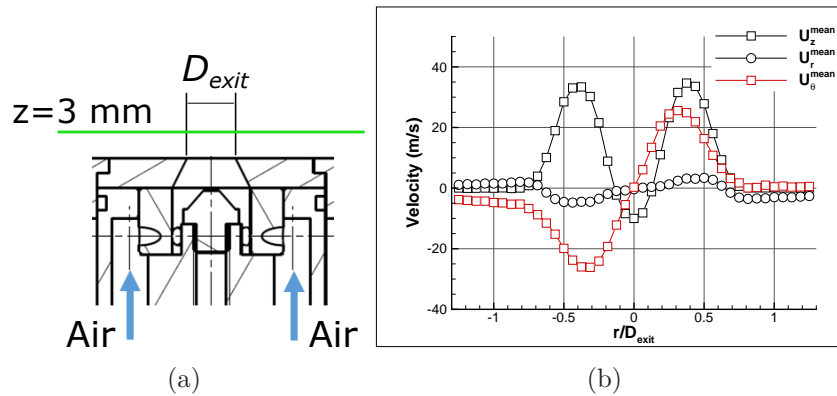 D_exit
z=3 mm
Air
Air
(a)
U_z^mean
U_r^mean
U_θ^mean
Velocity (m/s)
40
20
0
-20
-40
-1
-0.5
0
0.5
1
r/D_exit
(b)